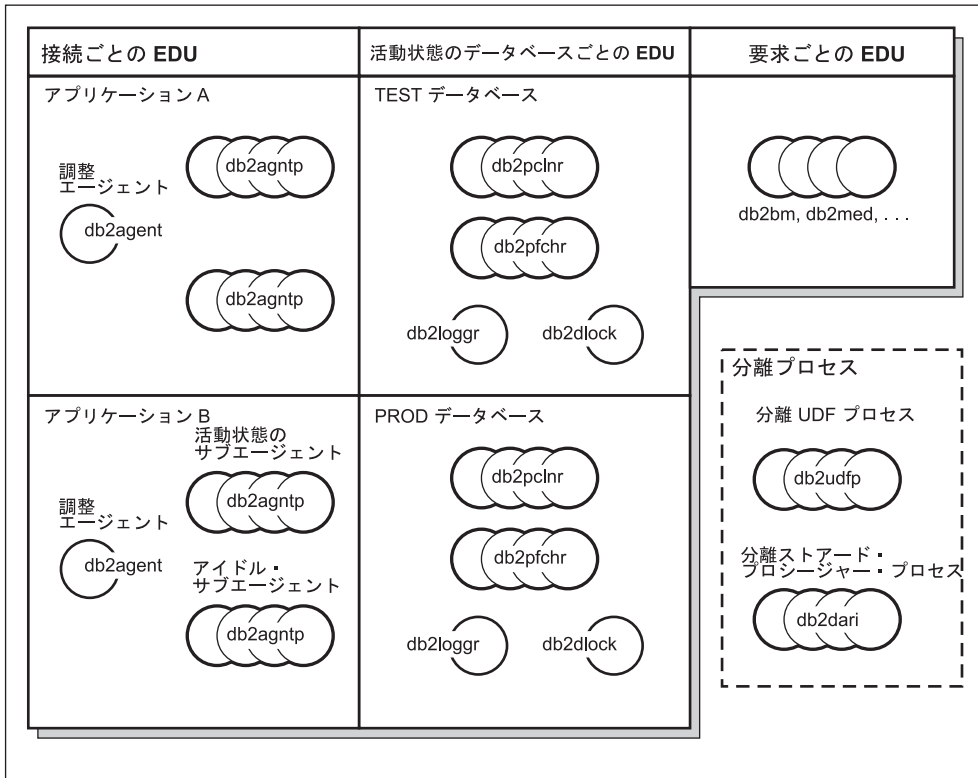 接続ごとの EDU
活動状態のデータベースごとの EDU
要求ごとの EDU
アプリケーション A
調整
エージェント
db2agent
db2agntp
db2agntp
TEST データベース
db2pclnr
db2pfchr
db2loggr
db2dlock
db2bm, db2med, . . .
アプリケーション B
調整
エージェント
db2agent
活動状態の
サブエージェント
db2agntp
アイドル・
サブエージェント
db2agntp
PROD データベース
db2pclnr
db2pfchr
db2loggr
db2dlock
分離プロセス
分離 UDF プロセス
db2udfp
分離ストアード・
プロシージャー・プロセス
db2dari